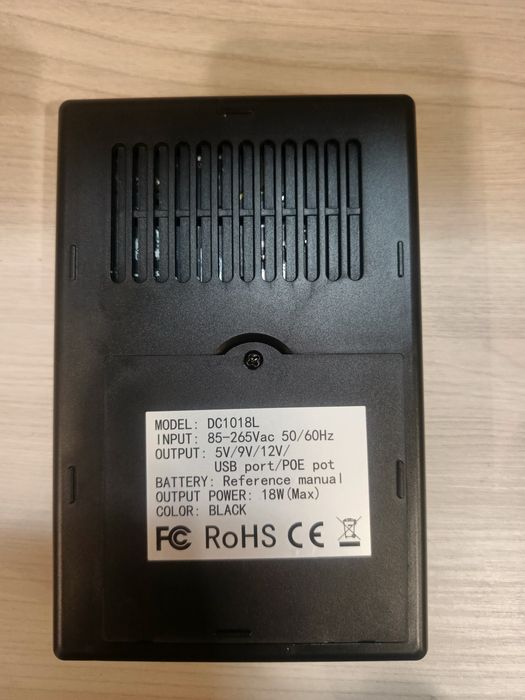 MODEL: DC1018L
INPUT: 85-265Vac 50/60Hz
OUTPUT: 5V/9V/12V/
USB port/POE pot
BATTERY: Reference manual
OUTPUT POWER: 18W(Max)
COLOR: BLACK
FC RoHS CE